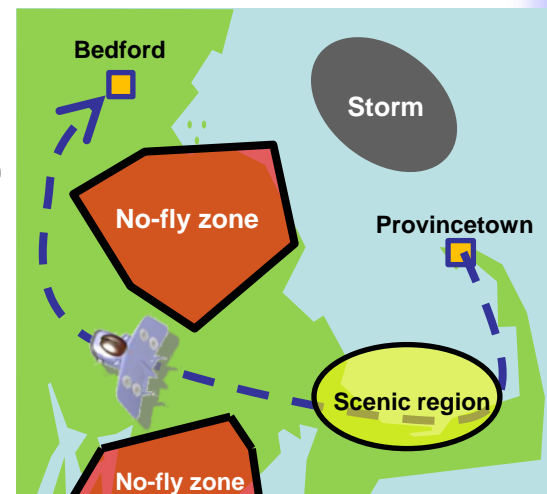 Bedford
Storm
No-fly zone
Provincetown
Scenic region
No-fly zone